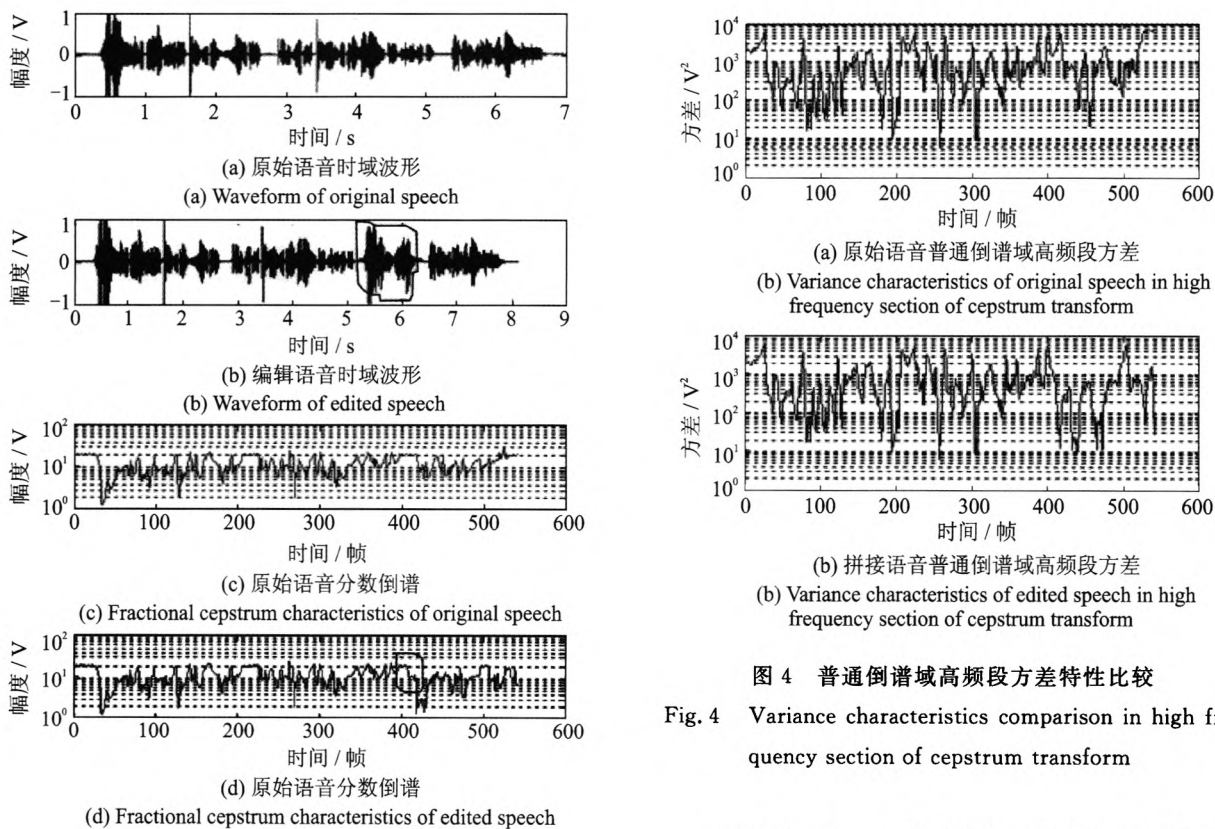 幅度 / V
1
0
−1
0 1 2 3 4 5 6 7
时间 / s
(a) 原始语音时域波形
(a) Waveform of original speech
幅度 / V
1
0
−1
0 1 2 3 4 5 6 7 8 9
时间 / s
(b) 编辑语音时域波形
(b) Waveform of edited speech
幅度 / V
10²
10¹
10⁰
0 100 200 300 400 500 600
时间 / 帧
(c) 原始语音分数倒谱
(c) Fractional cepstrum characteristics of original speech
幅度 / V
10²
10¹
10⁰
0 100 200 300 400 500 600
时间 / 帧
(d) 原始语音分数倒谱
(d) Fractional cepstrum characteristics of edited speech
方差 / V²
10⁴
10³
10²
10¹
10⁰
0 100 200 300 400 500 600
时间 / 帧
(a) 原始语音普通倒谱域高频段方差
(b) Variance characteristics of original speech in high
frequency section of cepstrum transform
方差 / V²
10⁴
10³
10²
10¹
10⁰
0 100 200 300 400 500 600
时间 / 帧
(b) 拼接语音普通倒谱域高频段方差
(b) Variance characteristics of edited speech in high
frequency section of cepstrum transform
图 4 普通倒谱域高频段方差特性比较
Fig. 4 Variance characteristics comparison in high fr
quency section of cepstrum transform